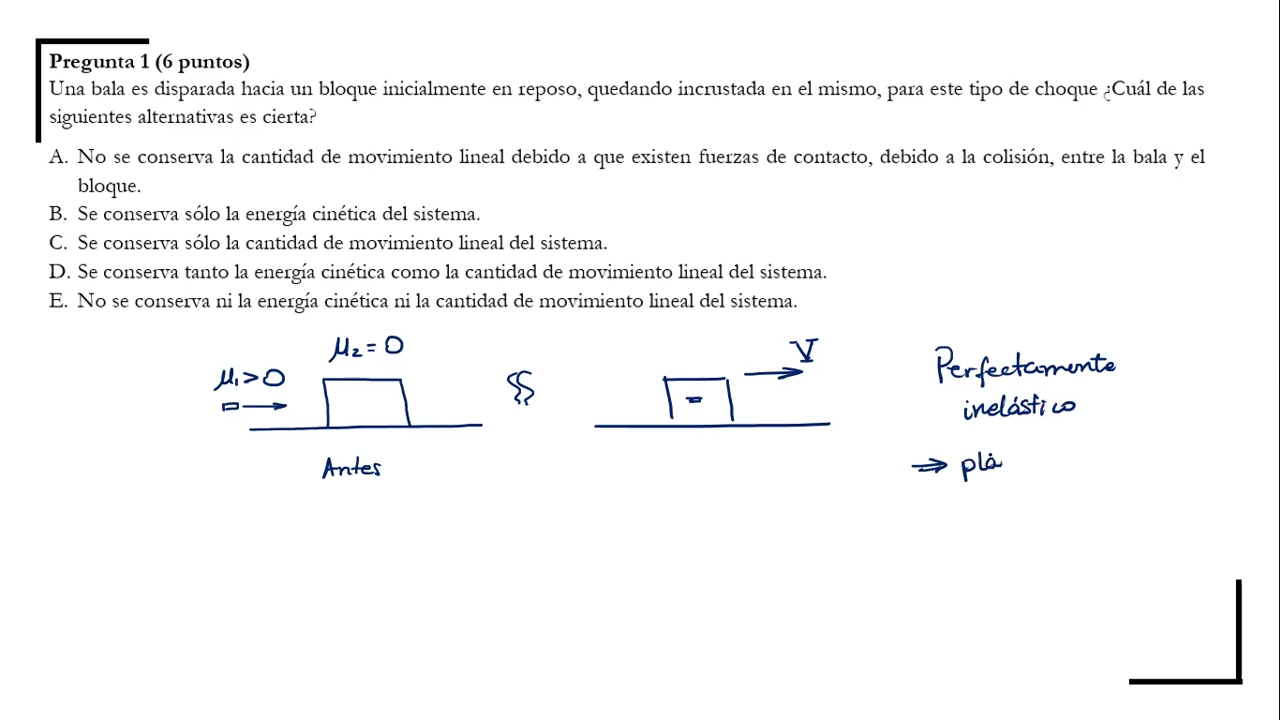 Pregunta 1 (6 puntos)
Una bala es disparada hacia un bloque inicialmente en reposo, quedando incrustada en el mismo, para este tipo de choque ¿Cuál de las
siguientes alternativas es cierta?
A. No se conserva la cantidad de movimiento lineal debido a que existen fuerzas de contacto, debido a la colisión, entre la bala y el
bloque.
B. Se conserva sólo la energía cinética del sistema.
C. Se conserva sólo la cantidad de movimiento lineal del sistema.
D. Se conserva tanto la energía cinética como la cantidad de movimiento lineal del sistema.
E. No se conserva ni la energía cinética ni la cantidad de movimiento lineal del sistema.
μ₂ = 0
μ₁ > 0
V
Perfectamente
inelástico
Antes
⇒ plá